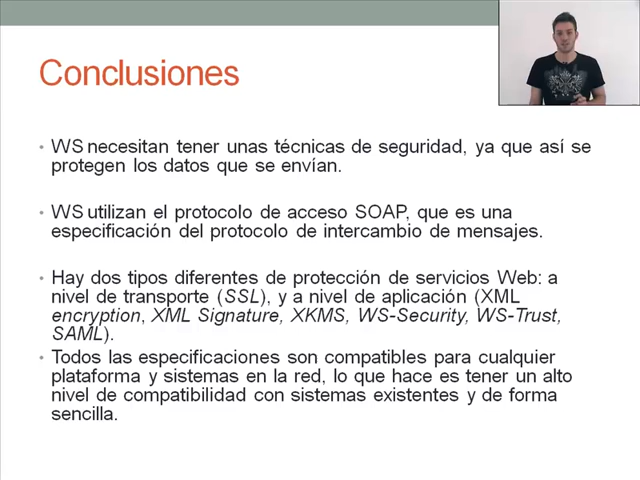 Conclusiones
• WS necesitan tener unas técnicas de seguridad, ya que así se
protegen los datos que se envían.
• WS utilizan el protocolo de acceso SOAP, que es una
especificación del protocolo de intercambio de mensajes.
• Hay dos tipos diferentes de protección de servicios Web: a
nivel de transporte (SSL), y a nivel de aplicación (XML
encryption, XML Signature, XKMS, WS-Security, WS-Trust,
SAML).
• Todos las especificaciones son compatibles para cualquier
plataforma y sistemas en la red, lo que hace es tener un alto
nivel de compatibilidad con sistemas existentes y de forma
sencilla.